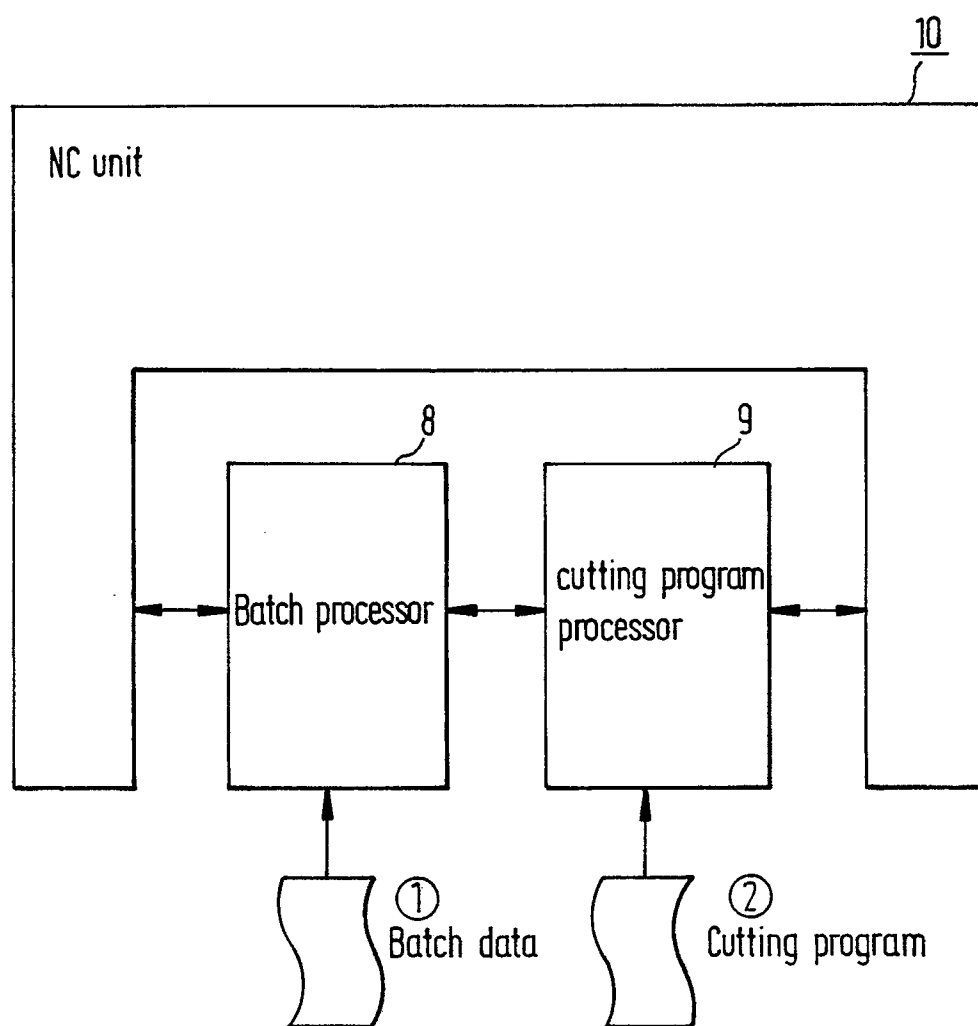 10
NC unit
8
9
Batch processor
cutting program
processor
1
Batch data
2
Cutting program